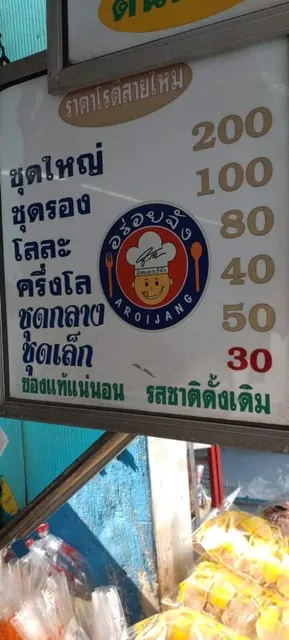 ราคาโรตีสายไหม
ชุดใหญ่ 200
ชุดรอง 100
โลละ 80
ครึ่งโล 40
ชุดกลาง 50
ชุดเล็ก 30
อร่อยจัง
AROIJANG
ของแท้แน่นอน รสชาติดั้งเดิม